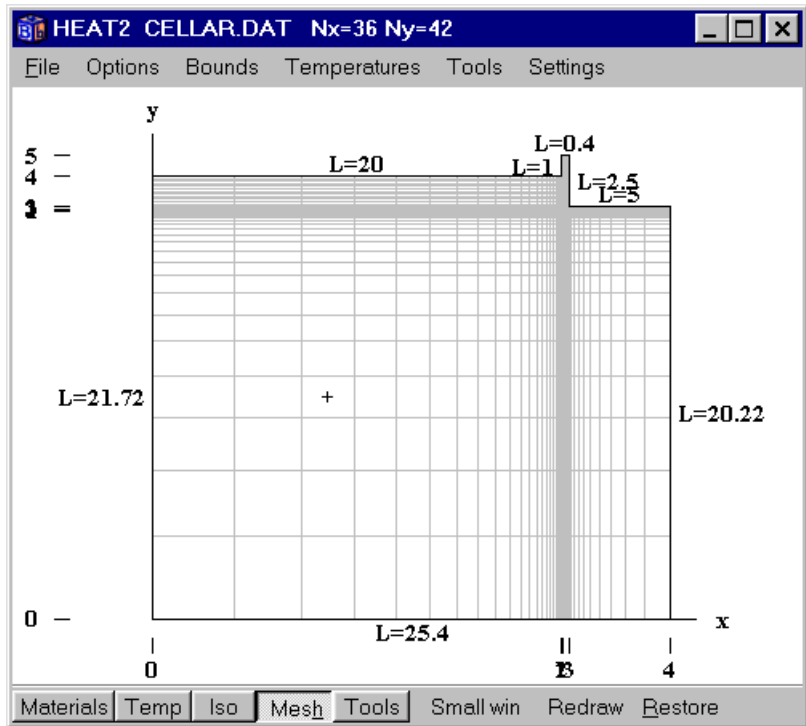 HEAT2 CELLAR.DAT Nx=36 Ny=42
File Options Bounds Temperatures Tools Settings
y
L=0.4
5
L=20
L=1
4
L=2.5
L=5
L=21.72
L=20.22
0
L=25.4
x
0
3
4
Materials Temp Iso Mesh Tools Small win Redraw Restore